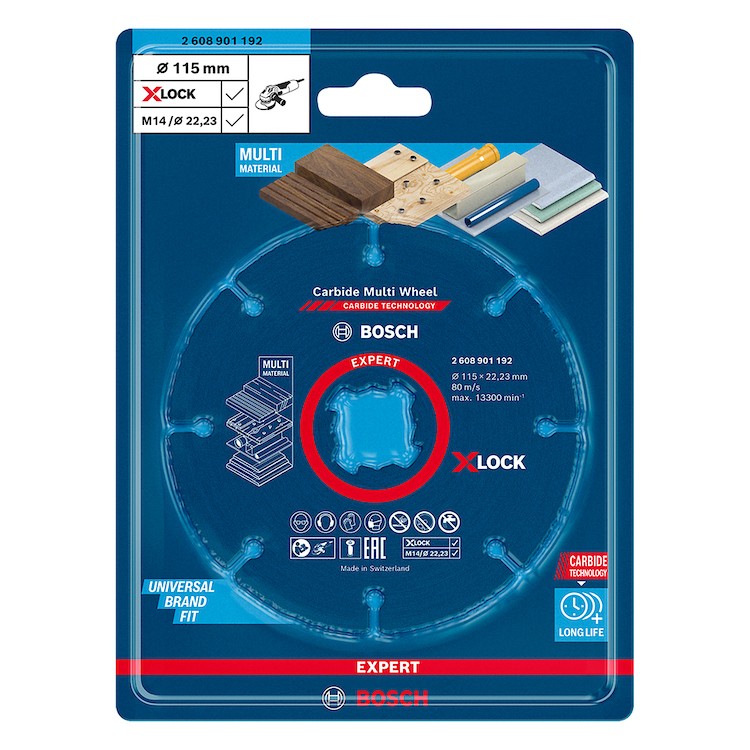 2 608 901 192
Ø 115 mm
XLOCK
M14/Ø 22,23
MULTI
MATERIAL
Carbide Multi Wheel
CARBIDE TECHNOLOGY
BOSCH
EXPERT
2 608 901 192
Ø 115 × 22,23 mm
80 m/s
max. 13300 min⁻¹
MULTI
MATERIAL
XLOCK
EAC
XLOCK
M14/Ø 22,23
Made in Switzerland
UNIVERSAL
BRAND
FIT
CARBIDE
TECHNOLOGY
LONG LIFE
EXPERT
BOSCH